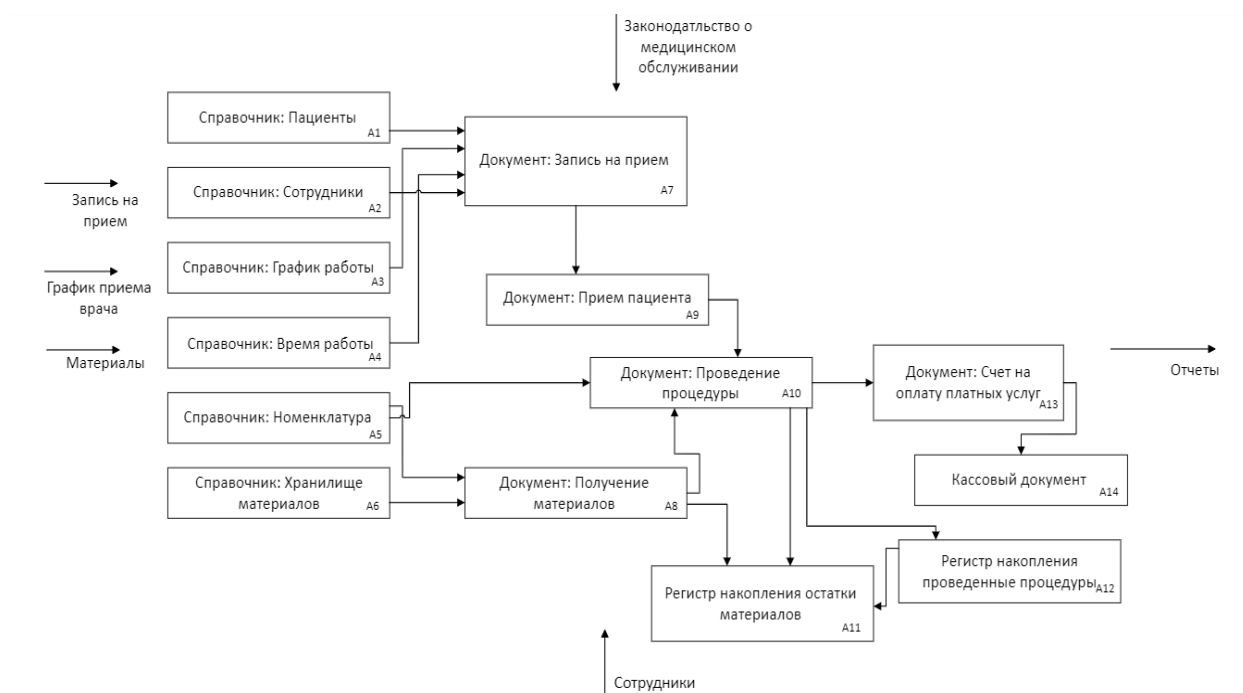 Законодатльство о
медицинском
обслуживании
Справочник: Пациенты
A1
Документ: Запись на прием
A7
Справочник: Сотрудники
A2
Запись на
прием
Справочник: График работы
A3
График приема
врача
Документ: Прием пациента
A9
Справочник: Время работы
A4
Материалы
Документ: Проведение
процедуры
A10
Документ: Счет на
оплату платных услуг
A13
Отчеты
Справочник: Номенклатура
A5
Справочник: Хранилище
материалов
A6
Документ: Получение
материалов
A8
Кассовый документ
A14
Регистр накопления
проведенные процедуры
A12
Регистр накопления остатки
материалов
A11
Сотрудники